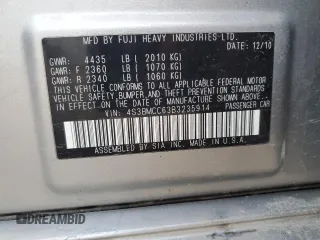 MFD BY FUJI HEAVY INDUSTRIES LTD.
DATE: 12/10
GVWR: 4435 LB ( 2010 KG)
GAWR: F 2360 LB ( 1070 KG)
GAWR: R 2340 LB ( 1060 KG)
THIS VEHICLE CONFORMS TO ALL APPLICABLE FEDERAL MOTOR
VEHICLE SAFETY, BUMPER, AND THEFT
PREVENTION STANDARDS IN EFFECT ON THE
DATE OF MANUFACTURE SHOWN ABOVE.
PASSENGER CAR
VIN: 4S3BMCC63B3235914
ASSEMBLED BY SIA INC. MADE IN U.S.A.